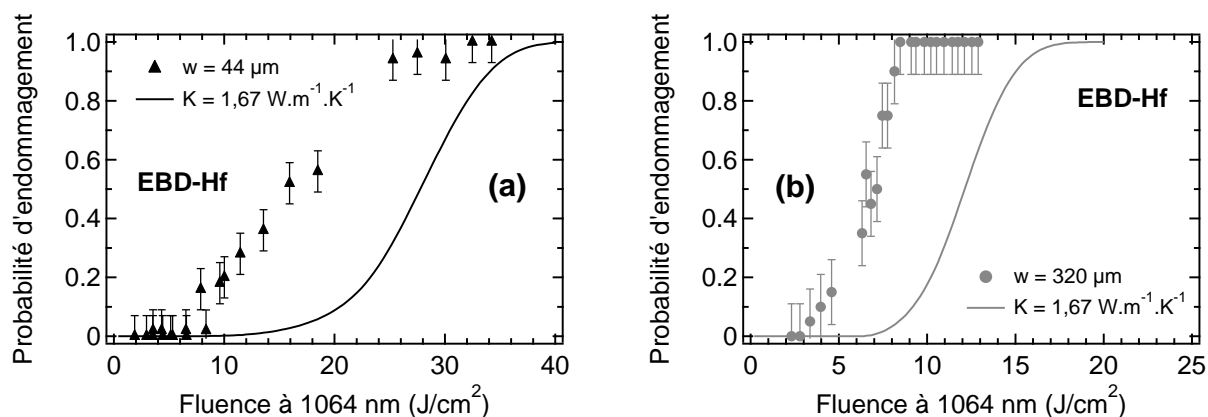 Probabilité d'endommagement
1.0
0.8
0.6
0.4
0.2
0
w = 44 µm
K = 1,67 W.m-1.K-1
EBD-Hf
(a)
0
10
20
30
40
Fluence à 1064 nm (J/cm2)
Probabilité d'endommagement
1.0
0.8
0.6
0.4
0.2
0
EBD-Hf
(b)
w = 320 µm
K = 1,67 W.m-1.K-1
0
5
10
15
20
25
Fluence à 1064 nm (J/cm2)